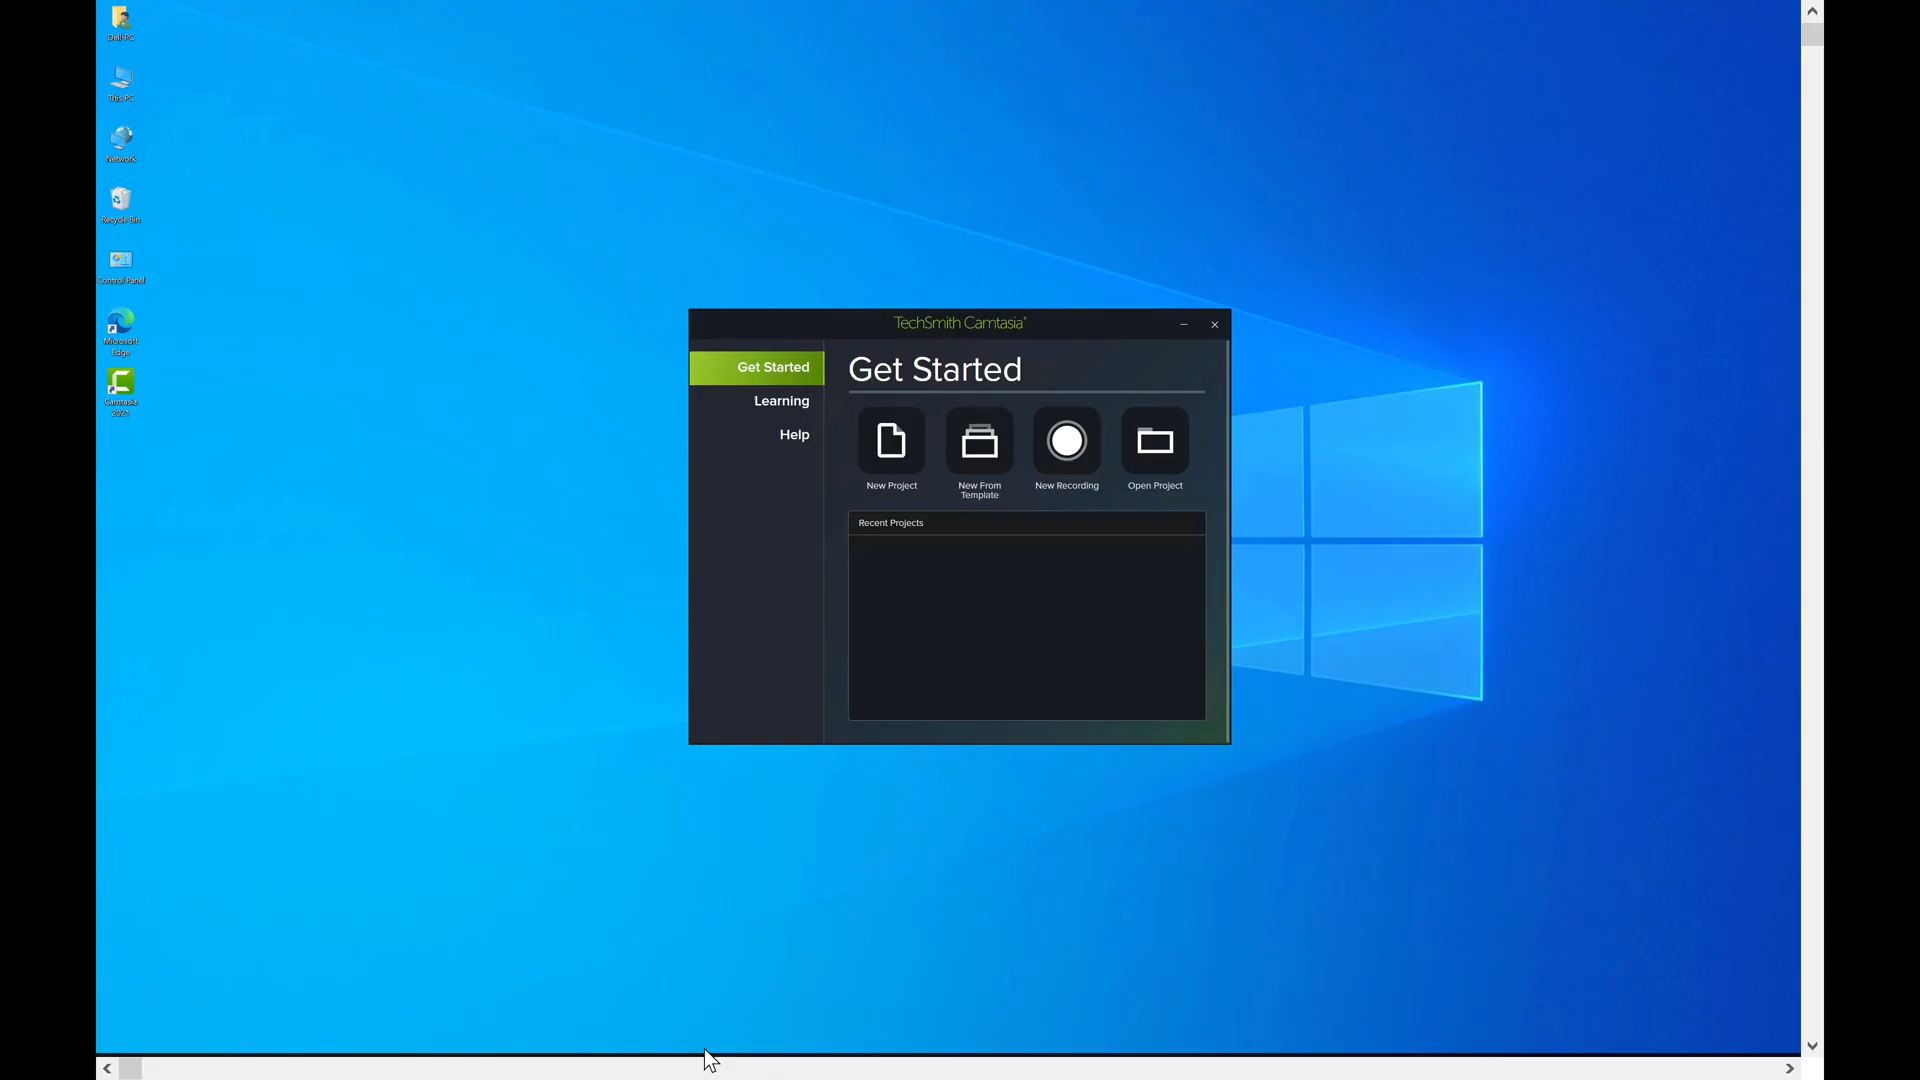 Dell-PC
This PC
Network
Recycle Bin
Control Panel
Microsoft
Edge
Camtasia
2021
TechSmith Camtasia®
Get Started
Learning
Help
Get Started
New Project
New From
Template
New Recording
Open Project
Recent Projects